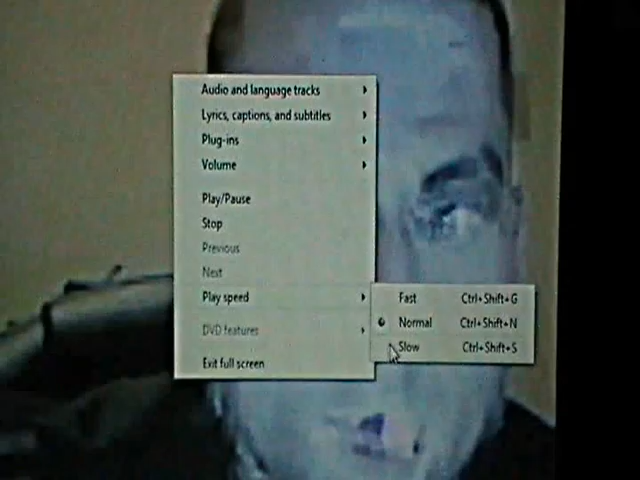 Audio and language tracks
Lyrics, captions, and subtitles
Plug-ins
Volume
Play/Pause
Stop
Previous
Next
Play speed
Fast Ctrl+Shift+G
Normal Ctrl+Shift+N
Slow Ctrl+Shift+S
DVD features
Exit full screen